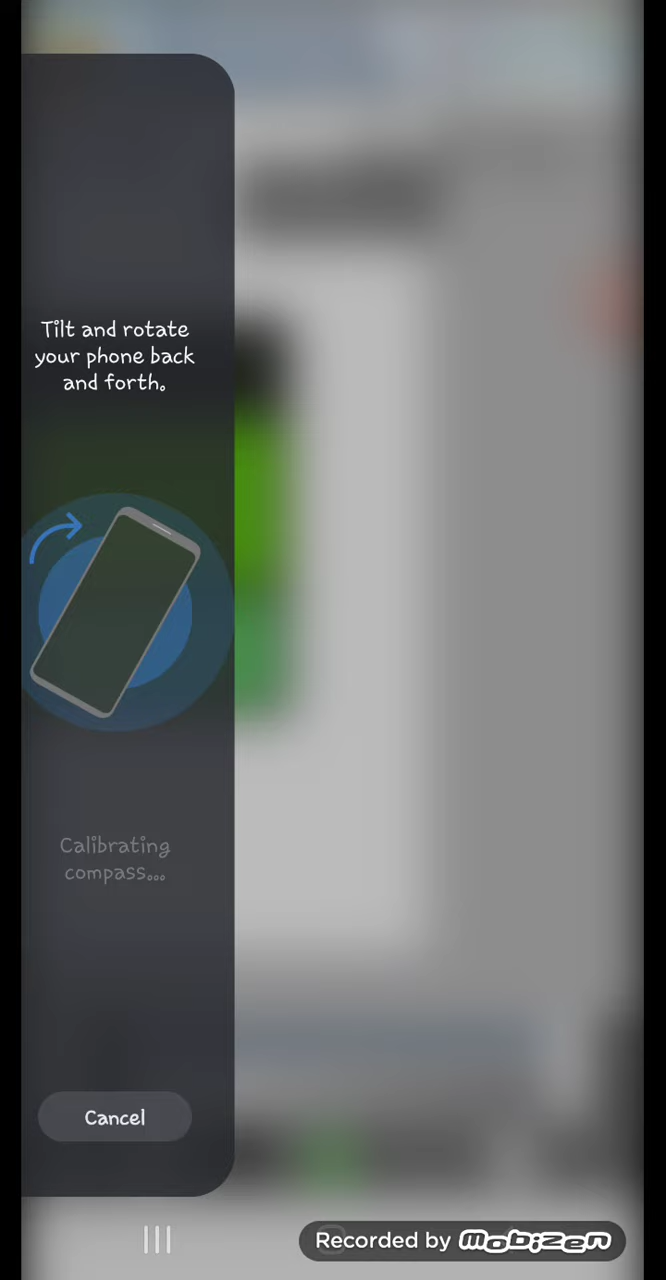 Tilt and rotate
your phone back
and forth.
Calibrating
compass...
Cancel
Recorded by mobizen